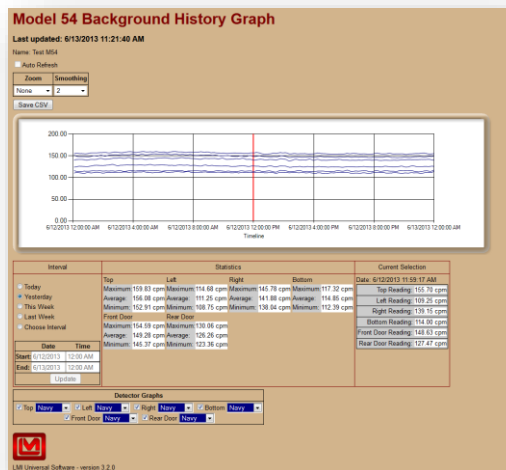 Model 54 Background History Graph
Last updated: 6/13/2013 11:21:40 AM
Name: Test M54
Auto Refresh
Zoom Smoothing
None 2
Save CSV
200.00
150.00
100.00
50.00
0.00
6/12/2013 12:00:00 AM 6/12/2013 4:00:00 AM 6/12/2013 8:00:00 AM 6/12/2013 12:00:00 PM 6/12/2013 4:00:00 PM 6/12/2013 8:00:00 PM 6/13/2013 12:00:00 AM
Timeline
Interval Statistics Current Selection
Today
Yesterday
This Week
Last Week
Choose Interval
Date Time
Start: 6/12/2013 12:00 AM
End: 6/13/2013 12:00 AM
Update
Top Left Right Bottom
Maximum: 159.83 cpm Maximum: 114.68 cpm Maximum: 145.78 cpm Maximum: 117.32 cpm
Average: 156.08 cpm Average: 111.25 cpm Average: 141.88 cpm Average: 114.85 cpm
Minimum: 152.91 cpm Minimum: 108.75 cpm Minimum: 138.04 cpm Minimum: 112.39 cpm
Front Door Rear Door
Maximum: 154.59 cpm Maximum: 130.06 cpm
Average: 149.28 cpm Average: 126.26 cpm
Minimum: 145.37 cpm Minimum: 123.36 cpm
Date: 6/12/2013 11:59:17 AM
Top Reading: 155.70 cpm
Left Reading: 109.25 cpm
Right Reading: 139.15 cpm
Bottom Reading: 114.00 cpm
Front Door Reading: 148.63 cpm
Rear Door Reading: 127.47 cpm
Detector Graphs
Top Navy Left Navy Right Navy Bottom Navy
Front Door Navy Rear Door Navy
LMI Universal Software - version 3.2.0